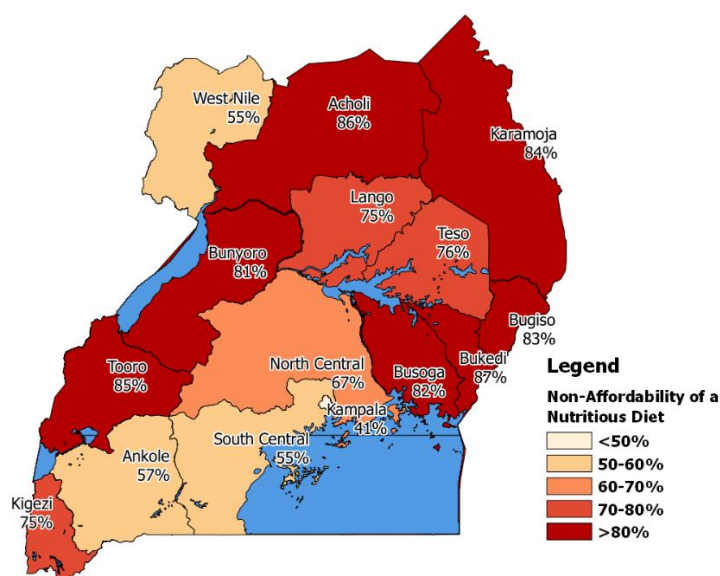 West Nile
55%
Acholi
86%
Karamoja
84%
Lango
75%
Teso
76%
Bunyoro
81%
Bugiso
83%
Tooro
85%
North Central
67%
Busoga
82%
Bukedi
87%
Kampala
41%
Ankole
57%
South Central
55%
Kigezi
75%
Legend
Non-Affordability of a
Nutritious Diet
<50%
50-60%
60-70%
70-80%
>80%